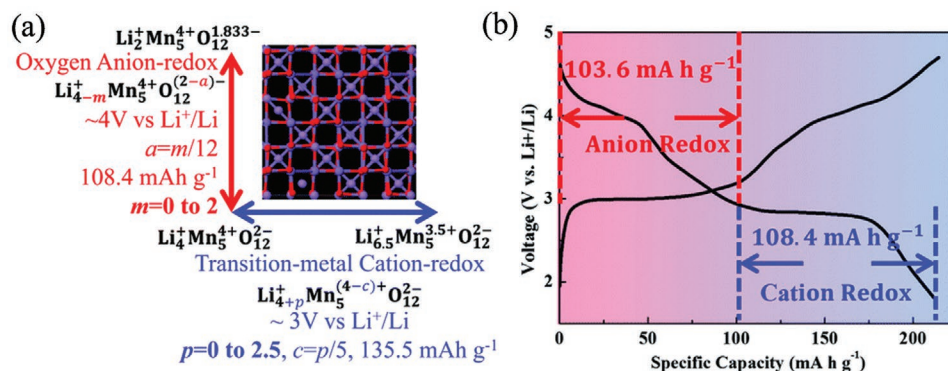 (a)
Li₂⁺Mn₅⁴⁺O₁₂¹·⁸³³⁻
Oxygen Anion-redox
Li₄₋ₘ⁺Mn₅⁴⁺O₁₂⁽²⁻ᵃ⁾⁻
~4V vs Li⁺/Li
a=m/12
108.4 mAh g⁻¹
m=0 to 2
Li₄⁺Mn₅⁴⁺O₁₂²⁻
Li₆.₅⁺Mn₅³·⁵⁺O₁₂²⁻
Transition-metal Cation-redox
Li₄₊ₚ⁺Mn₅⁽⁴⁻ᶜ⁾⁺O₁₂²⁻
~ 3V vs Li⁺/Li
p=0 to 2.5, c=p/5, 135.5 mAh g⁻¹
(b)
Voltage (V vs. Li+/Li)
5
4
3
2
103.6 mA h g⁻¹
Anion Redox
108.4 mA h g⁻¹
Cation Redox
0 50 100 150 200
Specific Capacity (mA h g⁻¹)